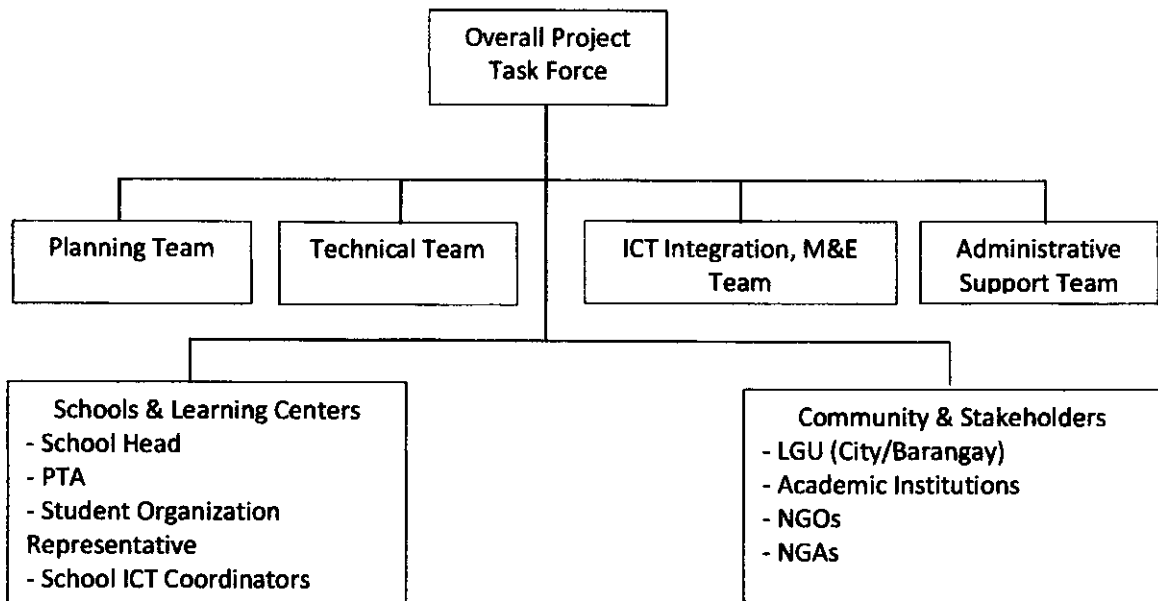 Overall Project
Task Force
Planning Team
Technical Team
ICT Integration, M&E
Team
Administrative
Support Team
Schools & Learning Centers
- School Head
- PTA
- Student Organization
Representative
- School ICT Coordinators
Community & Stakeholders
- LGU (City/Barangay)
- Academic Institutions
- NGOs
- NGAs